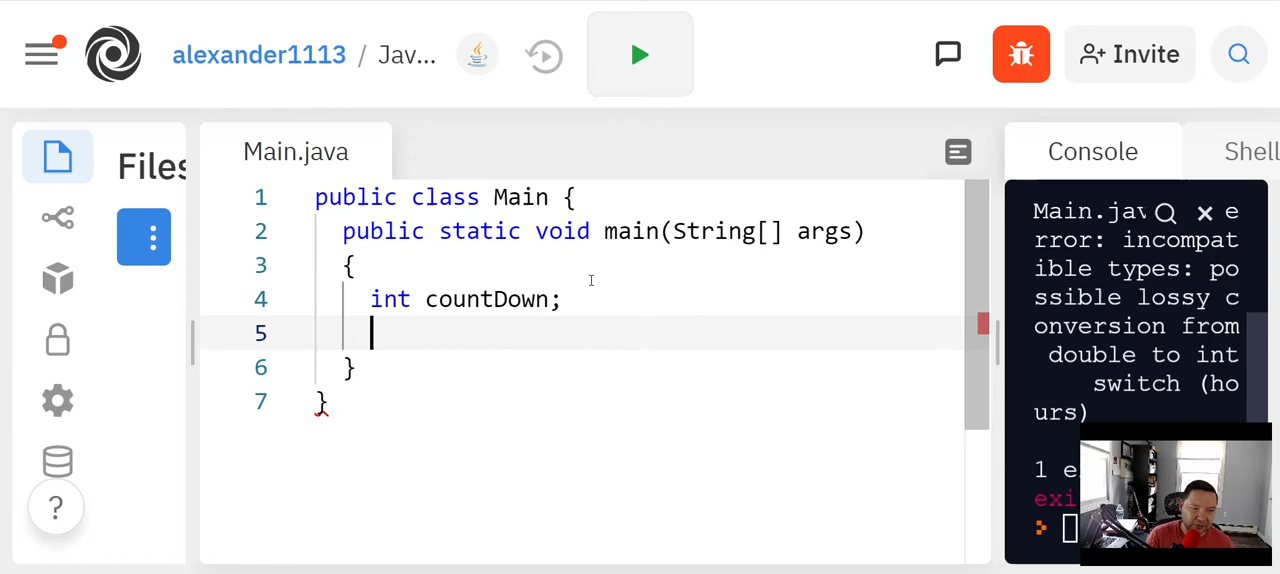 alexander1113 / Jav...
Invite
Files
Main.java
Console
Shell
1 public class Main {
2 public static void main(String[] args)
3 {
4 int countDown;
5
6 }
7 }
Main.jav e
rror: incompat
ible types: po
ssible lossy c
onversion from
double to int
switch (ho
urs)
1 e
exi
?